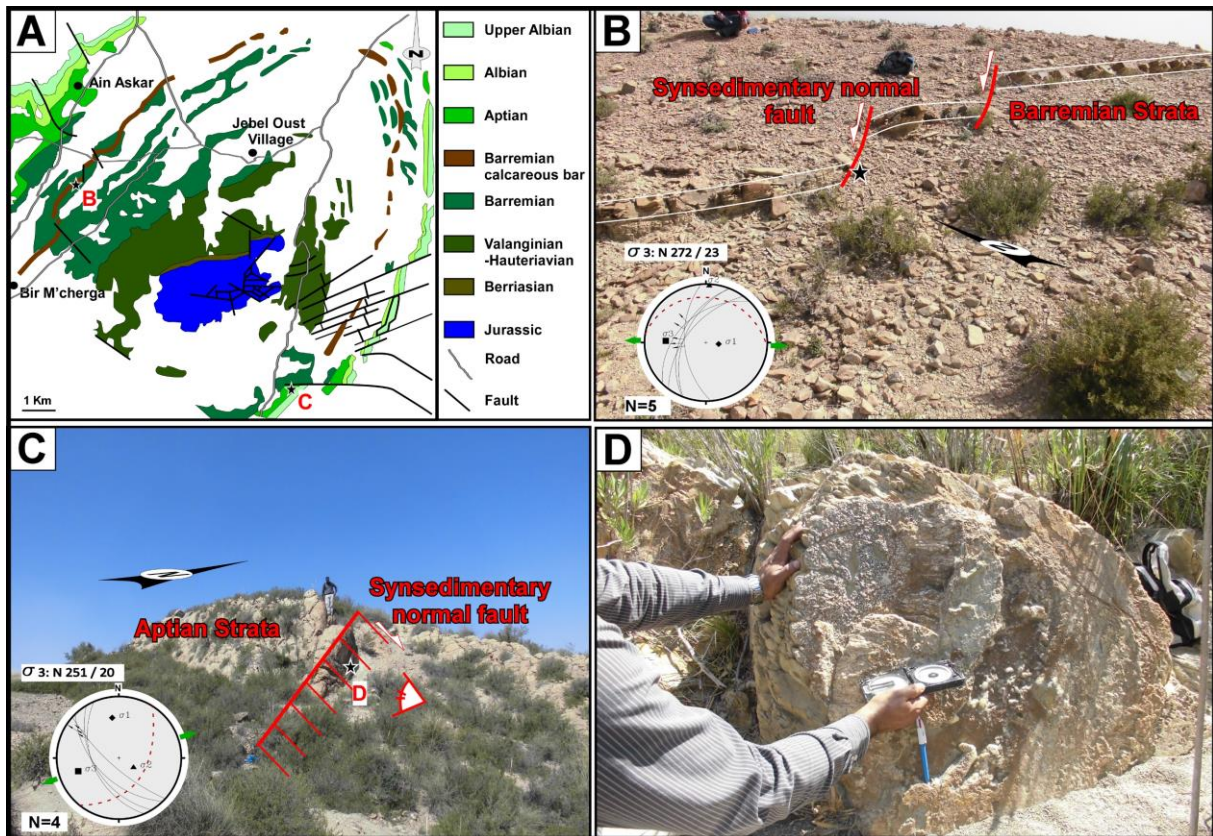 A
Ain Askar
Jebel Oust
Village
B
Bir M'cherga
C
1 Km
N
Upper Albian
Albian
Aptian
Barremian
calcareous bar
Barremian
Valanginian
-Hauteriavian
Berriasian
Jurassic
Road
Fault
B
Synsedimentary normal
fault
Barremian Strata
N
σ 3: N 272 / 23
N
σ2
σ3
σ1
N=5
C
N
Synsedimentary
normal fault
Aptian Strata
D
σ 3: N 251 / 20
N
σ1
σ2
σ3
N=4
D